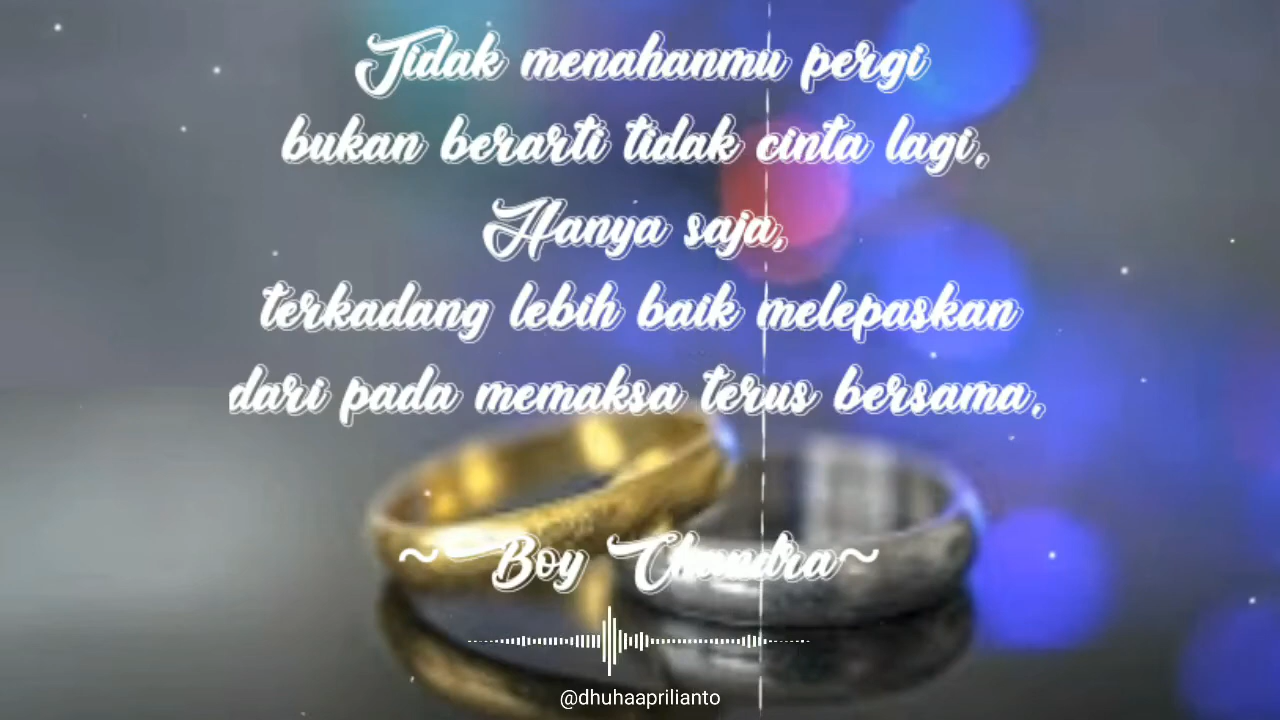 Tidak menahanmu pergi
bukan berarti tidak cinta lagi,
Hanya saja,
terkadang lebih baik melepaskan
dari pada memaksa terus bersama,
~ Boy Chandra~
@dhuhaaprilianto